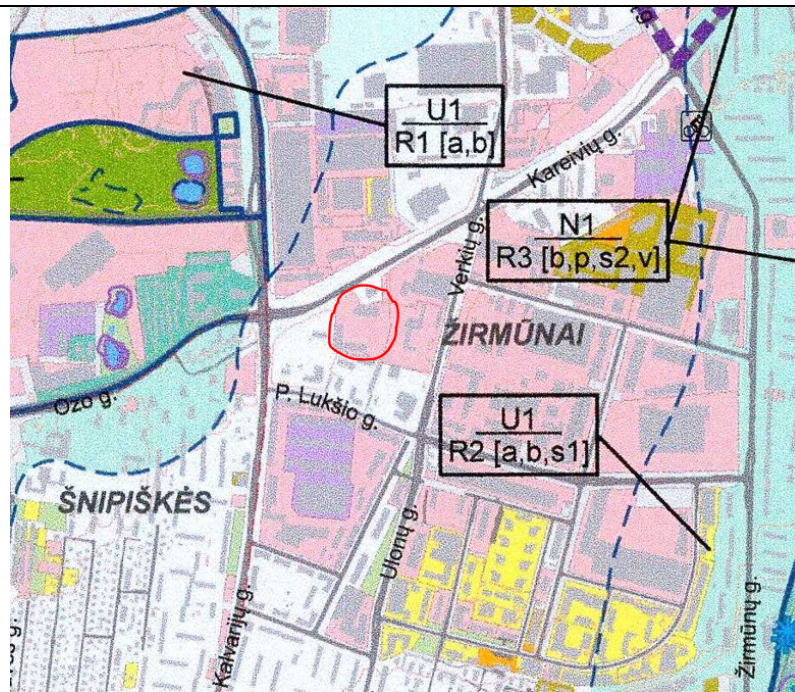 U1
R1 [a,b]
Kareivių g.
N1
R3 [b,p,s2,v]
Verkių g.
ŽIRMŪNAI
Ozo g.
P. Lukšio g.
U1
R2 [a,b,s1]
ŠNIPIŠKĖS
Ulonų g.
Kalvarijų g.
Žirmūnų g.